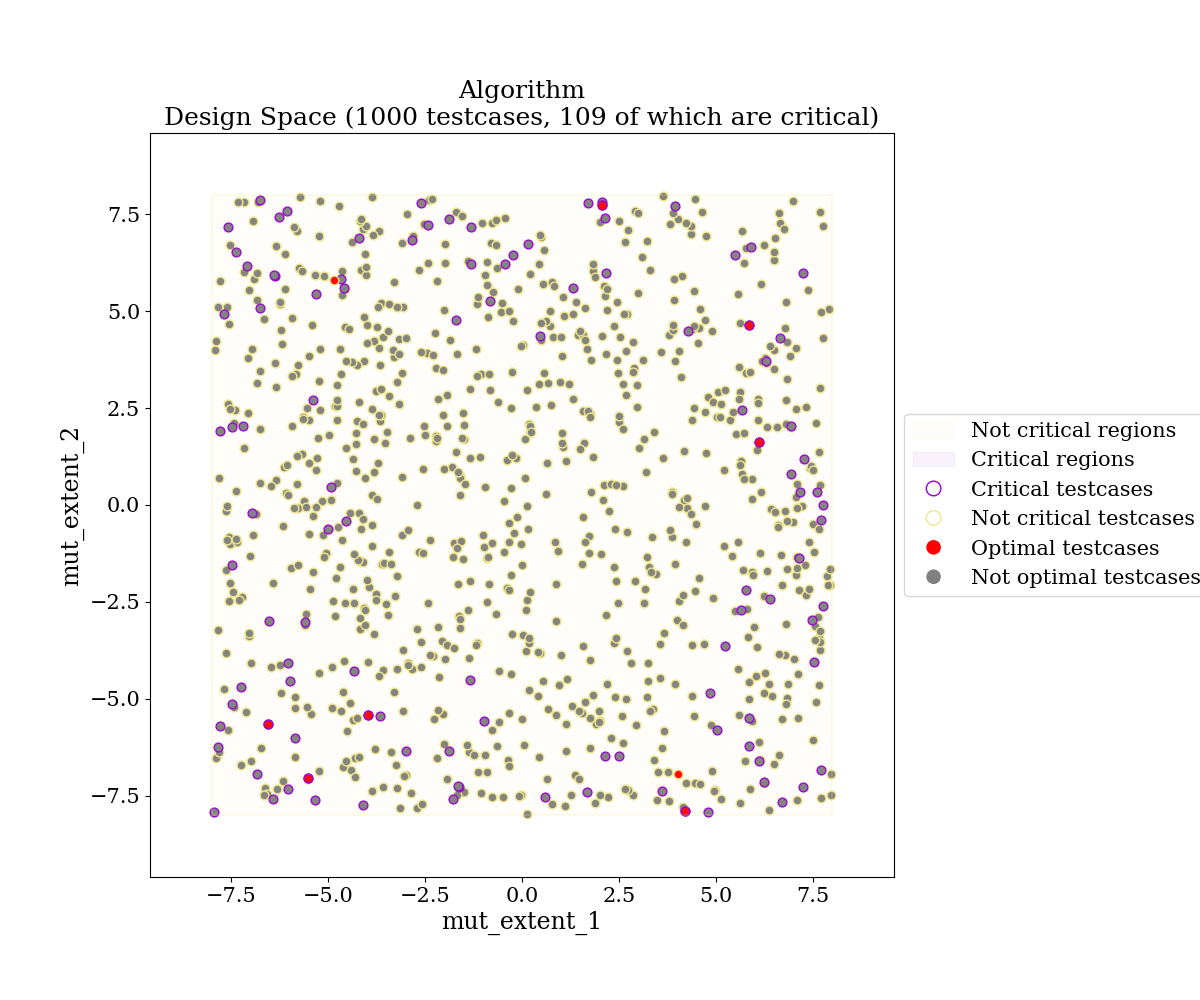 Algorithm
Design Space (1000 testcases, 109 of which are critical)
7.5
5.0
2.5
0.0
−2.5
−5.0
−7.5
mut_extent_2
−7.5
−5.0
−2.5
0.0
2.5
5.0
7.5
mut_extent_1
Not critical regions
Critical regions
Critical testcases
Not critical testcases
Optimal testcases
Not optimal testcases